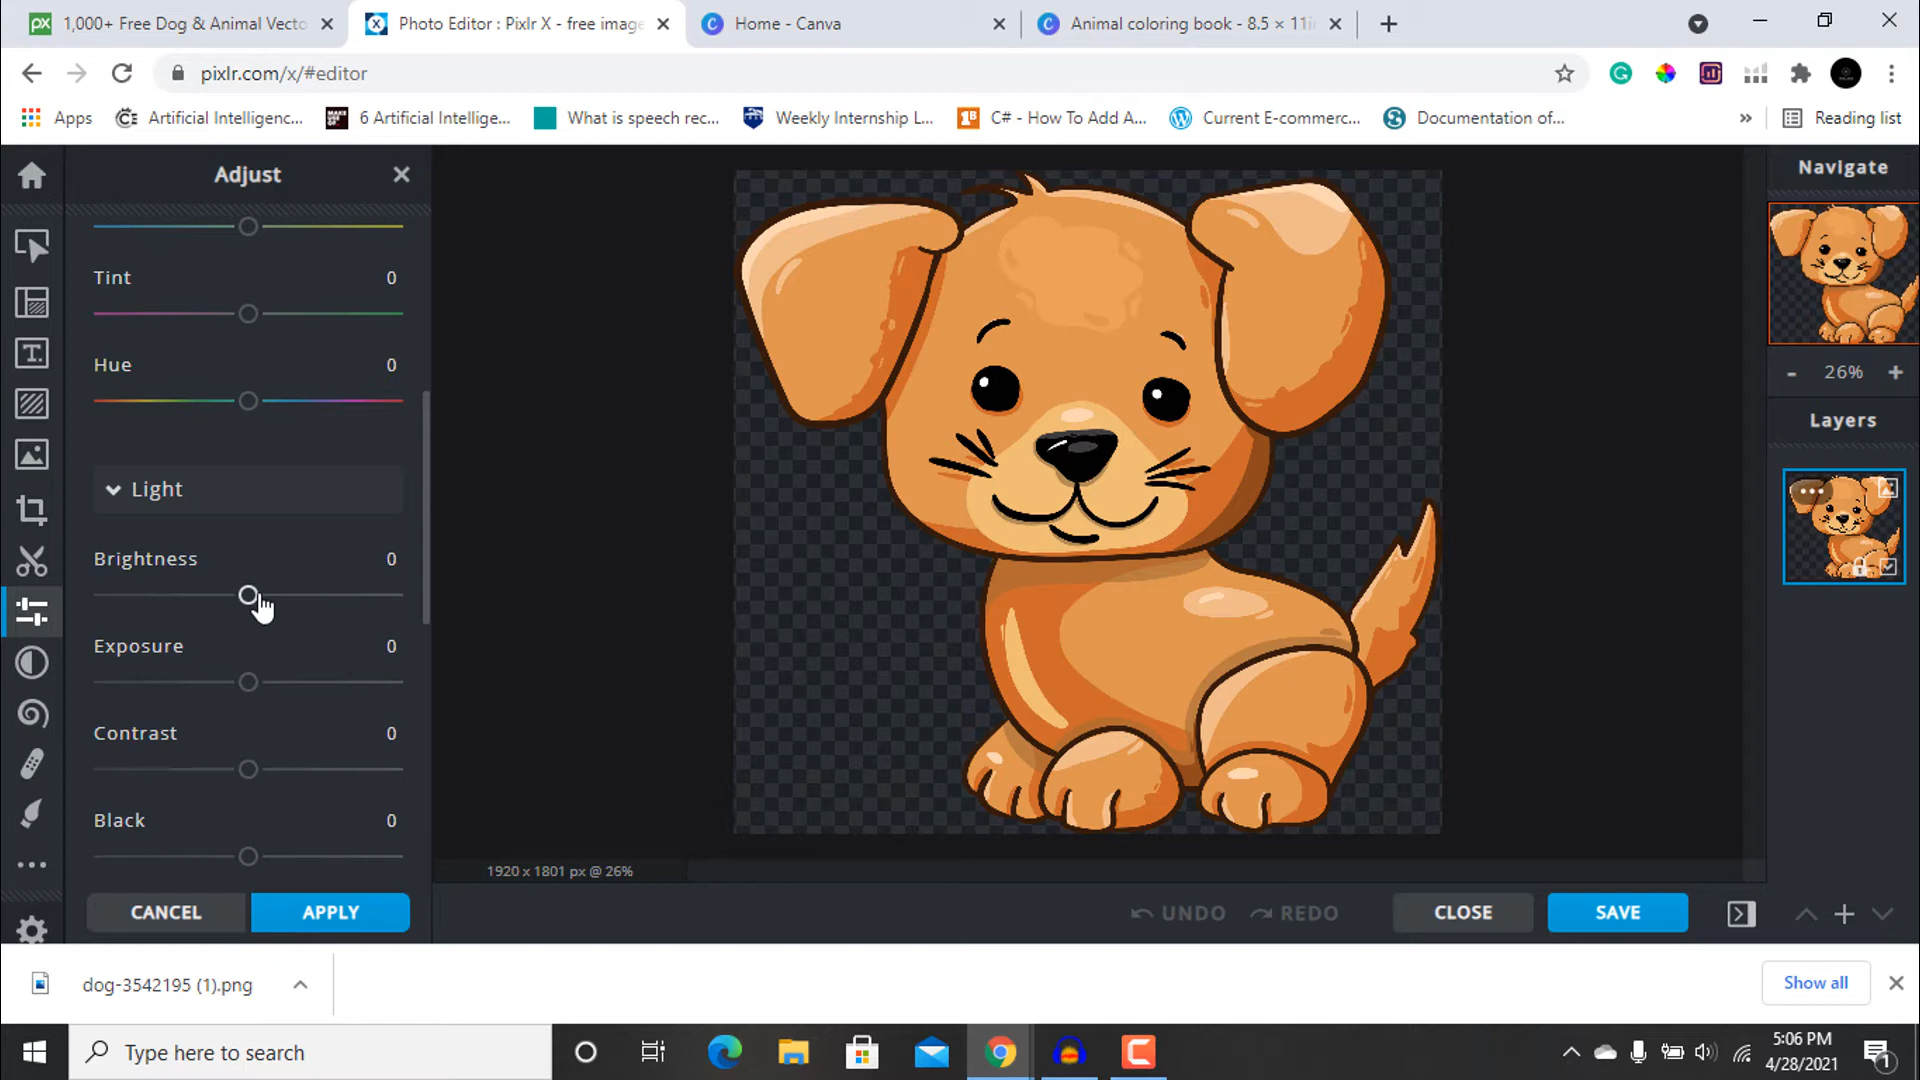 1,000+ Free Dog & Animal Vecto
Photo Editor : Pixlr X - free image
Home - Canva
Animal coloring book - 8.5 × 11i
pixlr.com/x/#editor
Apps
Artificial Intelligenc...
6 Artificial Intellige...
What is speech rec...
Weekly Internship L...
C# - How To Add A...
Current E-commerc...
Documentation of...
Reading list
Adjust
Tint 0
Hue 0
Light
Brightness 0
Exposure 0
Contrast 0
Black 0
CANCEL
APPLY
1920 x 1801 px @ 26%
UNDO
REDO
CLOSE
SAVE
Navigate
- 26% +
Layers
dog-3542195 (1).png
Show all
Type here to search
5:06 PM
4/28/2021
1